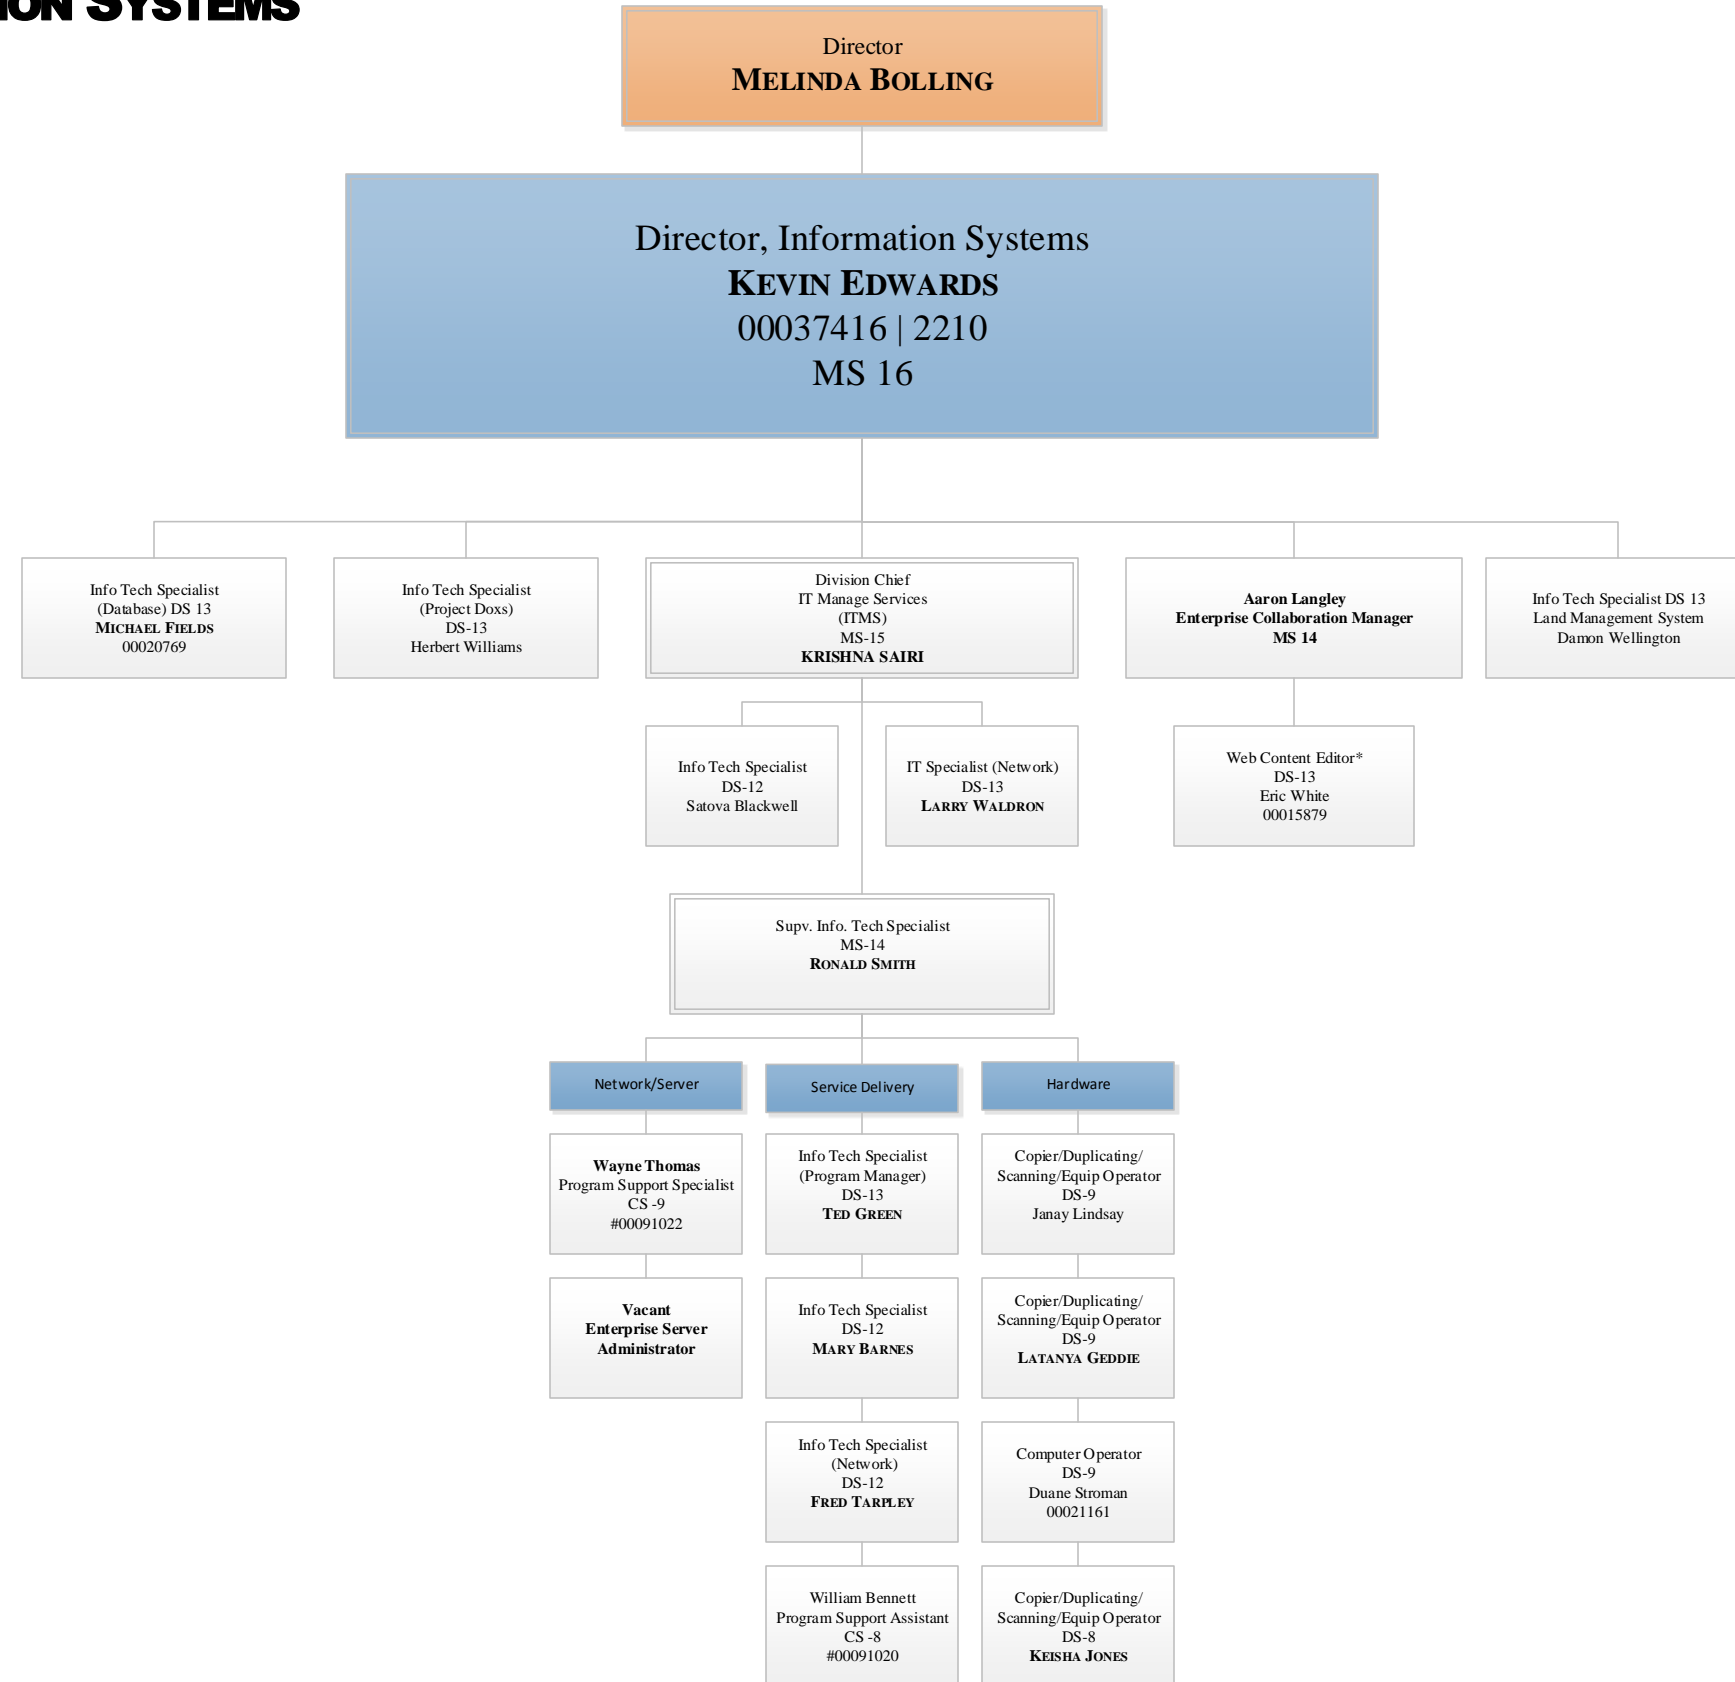 ION SYSTEMS
Director
MELINDA BOLLING
Director, Information Systems
KEVIN EDWARDS
00037416 | 2210
MS 16
Info Tech Specialist
(Database) DS 13
MICHAEL FIELDS
00020769
Info Tech Specialist
(Project Doxs)
DS-13
Herbert Williams
Division Chief
IT Manage Services
(ITMS)
MS-15
KRISHNA SAIRI
Aaron Langley
Enterprise Collaboration Manager
MS 14
Info Tech Specialist DS 13
Land Management System
Damon Wellington
Info Tech Specialist
DS-12
Satova Blackwell
IT Specialist (Network)
DS-13
LARRY WALDRON
Web Content Editor*
DS-13
Eric White
00015879
Supv. Info. Tech Specialist
MS-14
RONALD SMITH
Network/Server
Service Delivery
Hardware
Wayne Thomas
Program Support Specialist
CS -9
#00091022
Info Tech Specialist
(Program Manager)
DS-13
TED GREEN
Copier/Duplicating/
Scanning/Equip Operator
DS-9
Janay Lindsay
Vacant
Enterprise Server
Administrator
Info Tech Specialist
DS-12
MARY BARNES
Copier/Duplicating/
Scanning/Equip Operator
DS-9
LATANYA GEDDIE
Info Tech Specialist
(Network)
DS-12
FRED TARPLEY
Computer Operator
DS-9
Duane Stroman
00021161
William Bennett
Program Support Assistant
CS -8
#00091020
Copier/Duplicating/
Scanning/Equip Operator
DS-8
KEISHA JONES